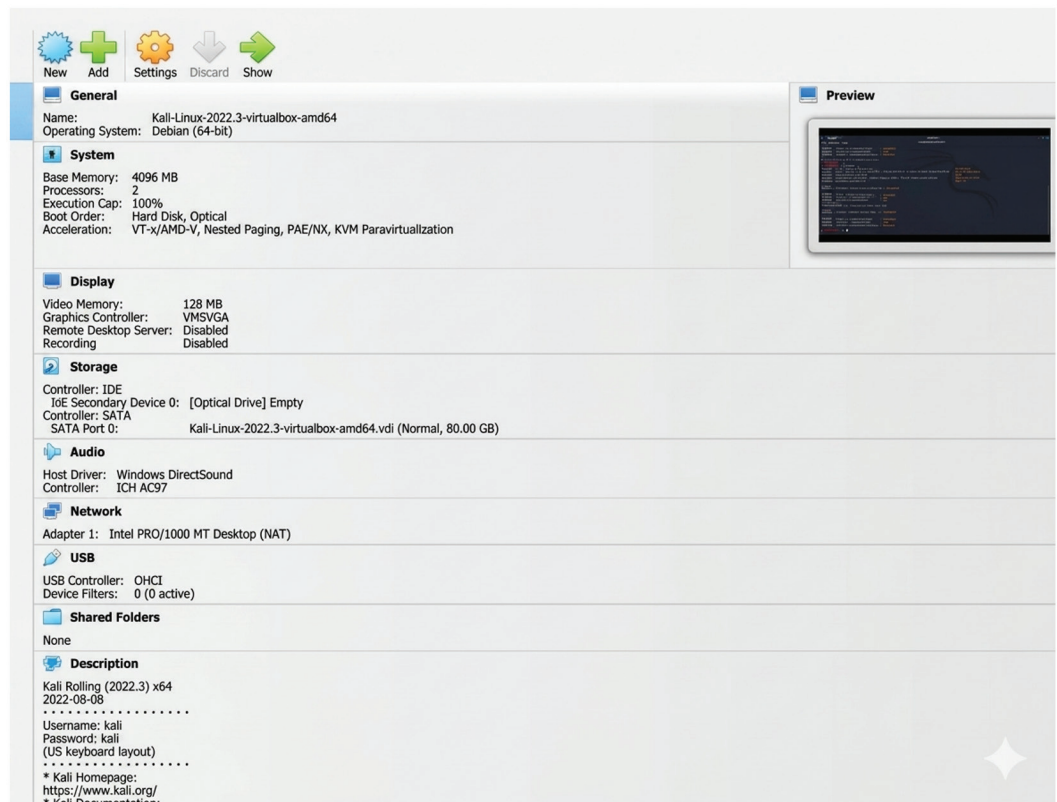 New Add Settings Discard Show
General
Name: Kali-Linux-2022.3-virtualbox-amd64
Operating System: Debian (64-bit)
Preview
System
Base Memory: 4096 MB
Processors: 2
Execution Cap: 100%
Boot Order: Hard Disk, Optical
Acceleration: VT-x/AMD-V, Nested Paging, PAE/NX, KVM Paravirtuallzation
Display
Video Memory: 128 MB
Graphics Controller: VMSVGA
Remote Desktop Server: Disabled
Recording Disabled
Storage
Controller: IDE
IdE Secondary Device 0: [Optical Drive] Empty
Controller: SATA
SATA Port 0: Kali-Linux-2022.3-virtualbox-amd64.vdi (Normal, 80.00 GB)
Audio
Host Driver: Windows DirectSound
Controller: ICH AC97
Network
Adapter 1: Intel PRO/1000 MT Desktop (NAT)
USB
USB Controller: OHCI
Device Filters: 0 (0 active)
Shared Folders
None
Description
Kali Rolling (2022.3) x64
2022-08-08
. . . . . . . . . . . . . . . . . .
Username: kali
Password: kali
(US keyboard layout)
. . . . . . . . . . . . . . . . . .
* Kali Homepage:
https://www.kali.org/
* Kali Documentation: